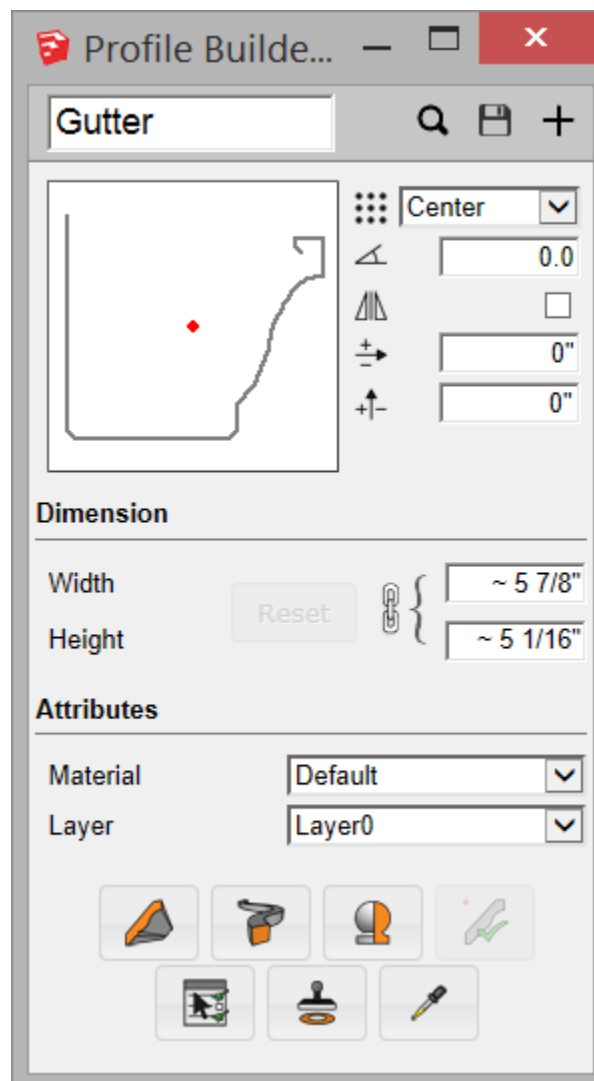 Profile Builde...
Gutter
Center
0.0
0"
0"
Dimension
Width
~ 5 7/8"
Reset
Height
~ 5 1/16"
Attributes
Material
Default
Layer
Layer0